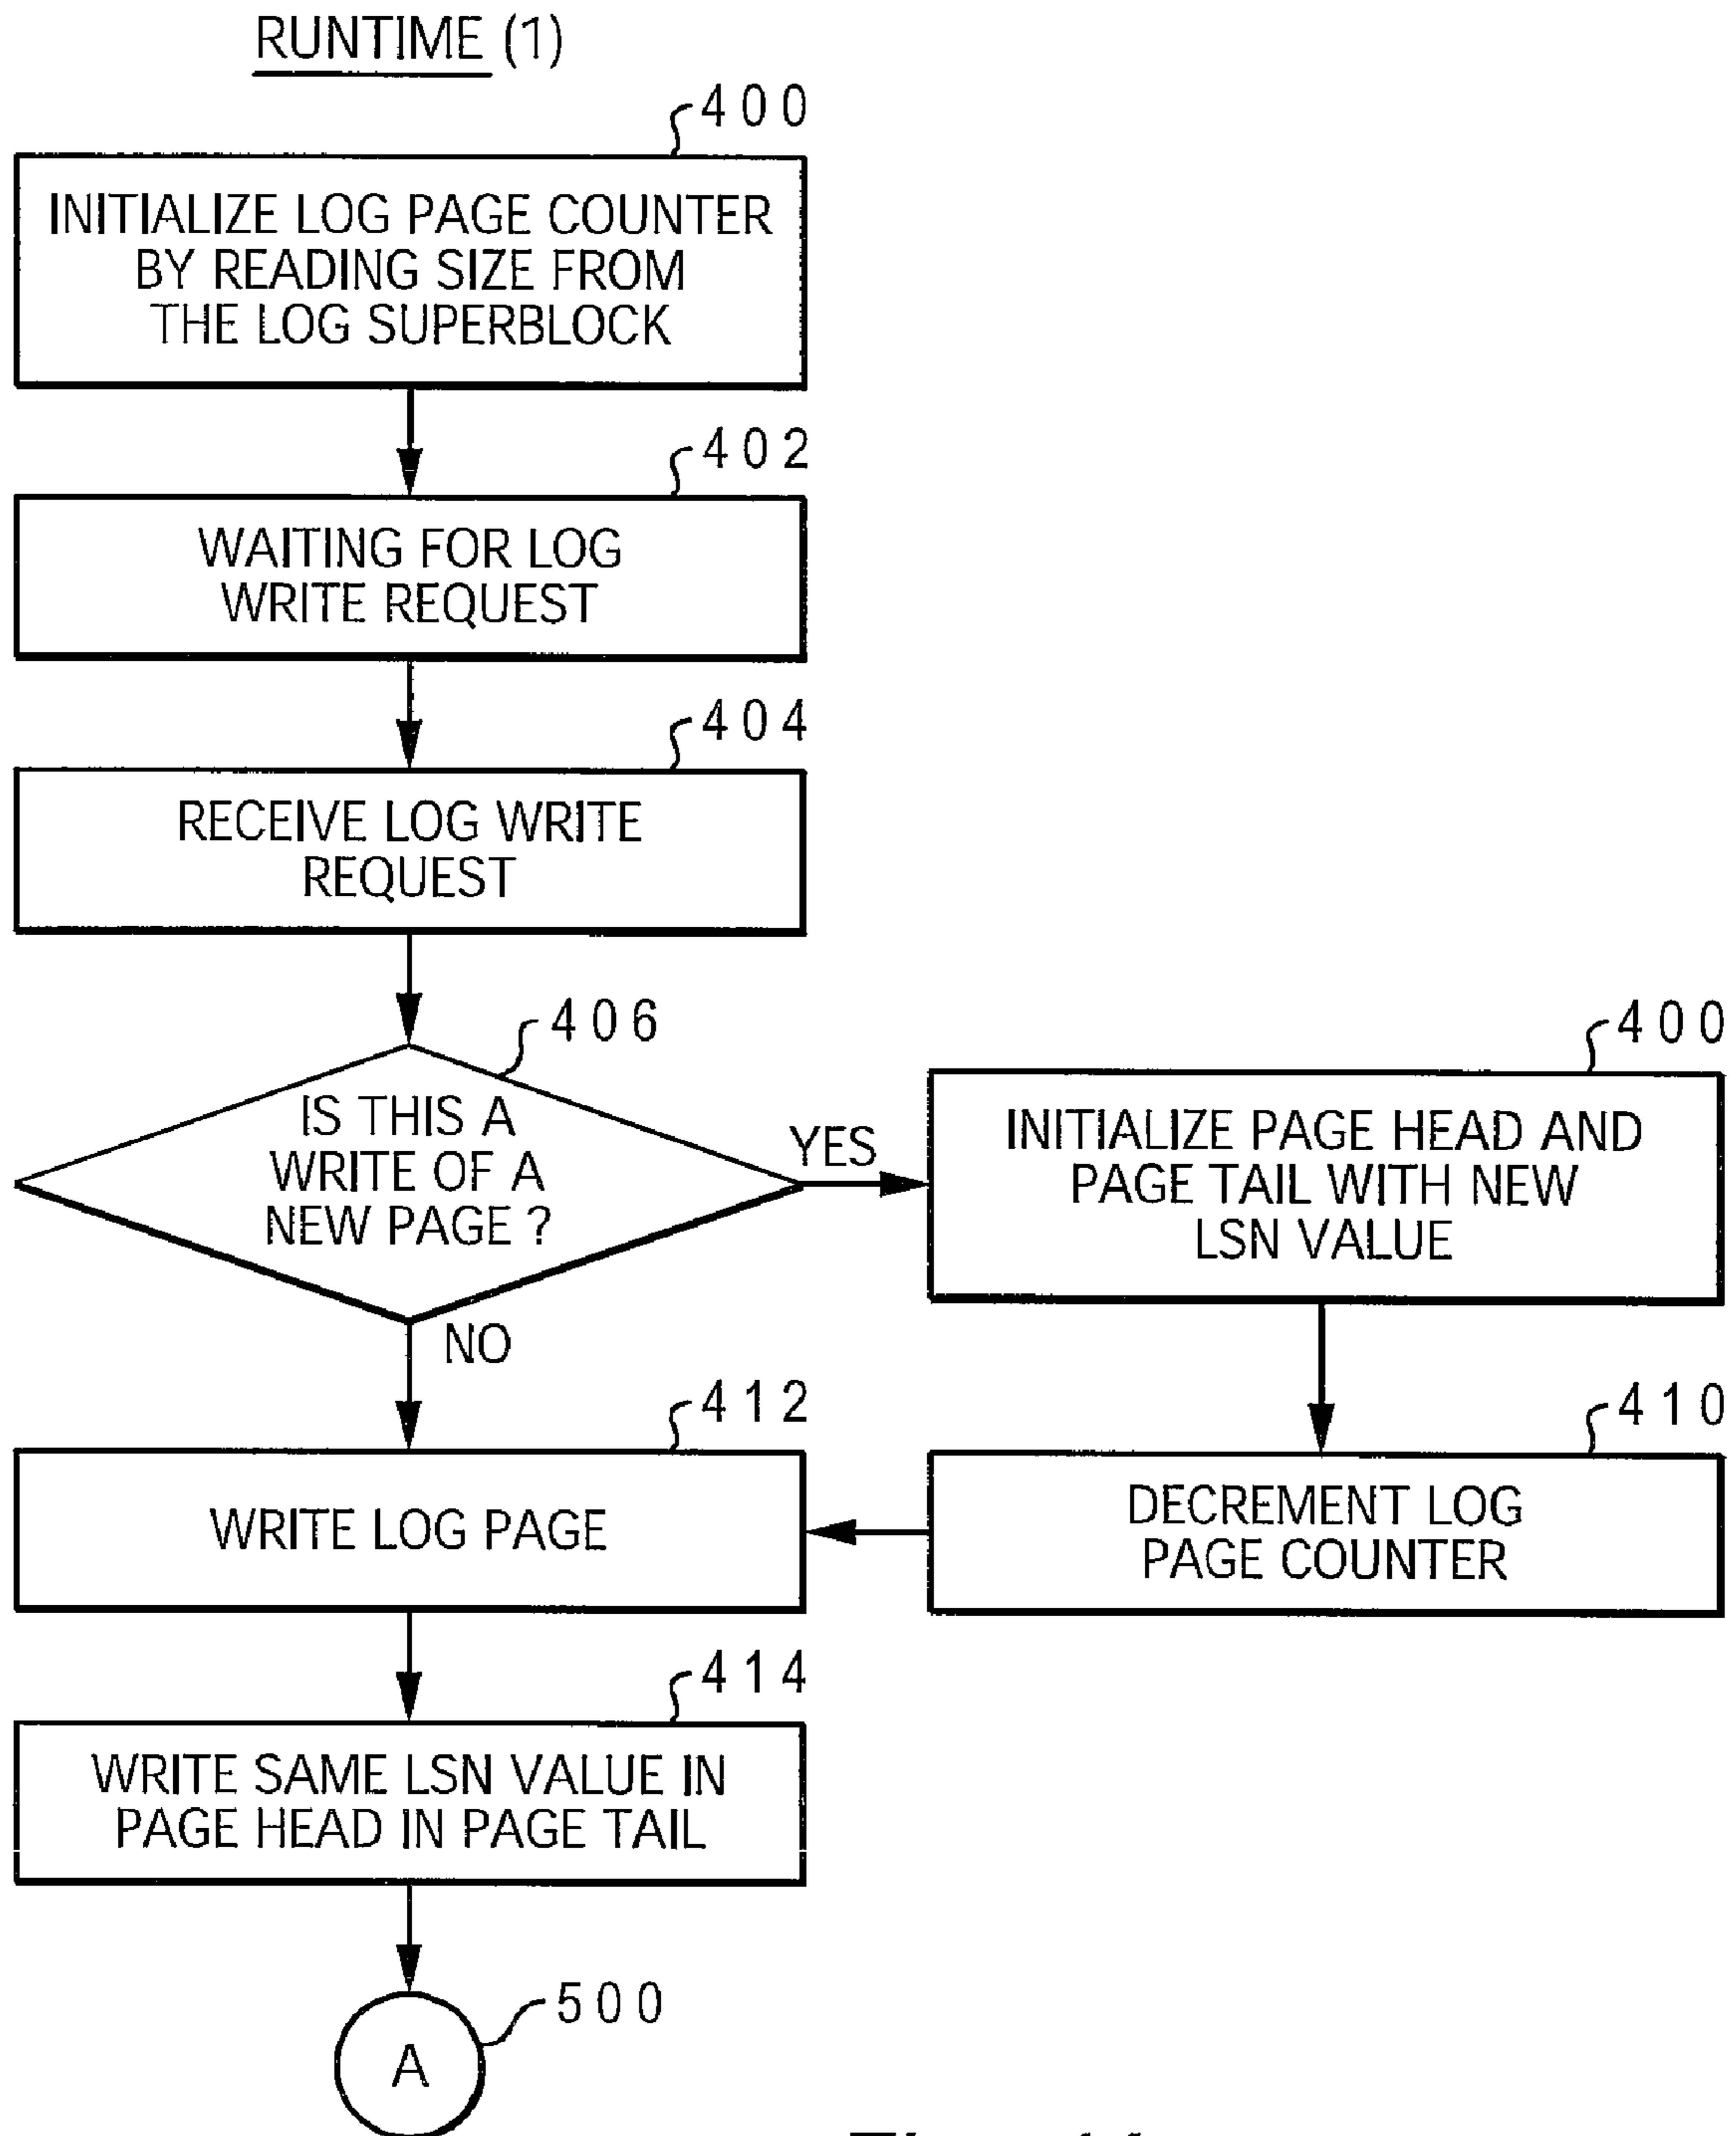 RUNTIME (1)
400
INITIALIZE LOG PAGE COUNTER
BY READING SIZE FROM
THE LOG SUPERBLOCK
402
WAITING FOR LOG
WRITE REQUEST
404
RECEIVE LOG WRITE
REQUEST
406
IS THIS A
WRITE OF A
NEW PAGE ?
YES
400
INITIALIZE PAGE HEAD AND
PAGE TAIL WITH NEW
LSN VALUE
NO
412
WRITE LOG PAGE
410
DECREMENT LOG
PAGE COUNTER
414
WRITE SAME LSN VALUE IN
PAGE HEAD IN PAGE TAIL
500
A